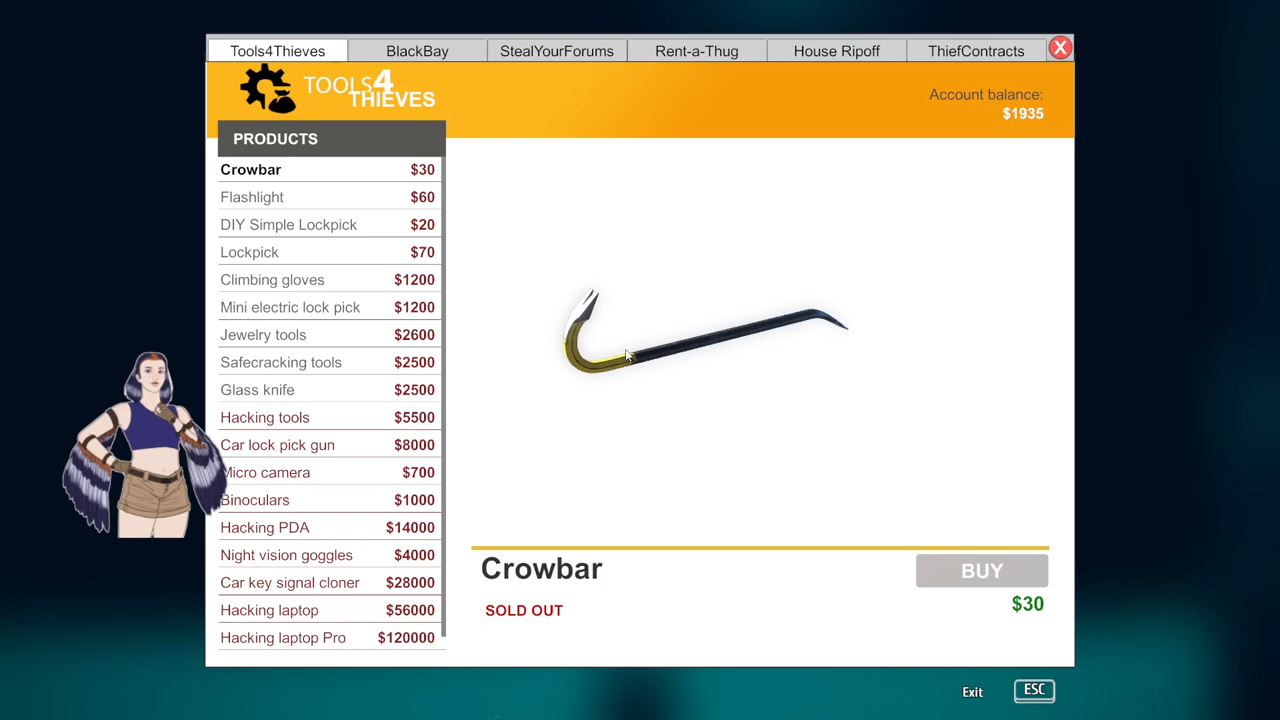 Tools4Thieves BlackBay StealYourForums Rent-a-Thug House Ripoff ThiefContracts X
TOOLS4
THIEVES
Account balance:
$1935
PRODUCTS
Crowbar $30
Flashlight $60
DIY Simple Lockpick $20
Lockpick $70
Climbing gloves $1200
Mini electric lock pick $1200
Jewelry tools $2600
Safecracking tools $2500
Glass knife $2500
Hacking tools $5500
Car lock pick gun $8000
Micro camera $700
Binoculars $1000
Hacking PDA $14000
Night vision goggles $4000
Car key signal cloner $28000
Hacking laptop $56000
Hacking laptop Pro $120000
Crowbar
BUY
SOLD OUT
$30
Exit ESC